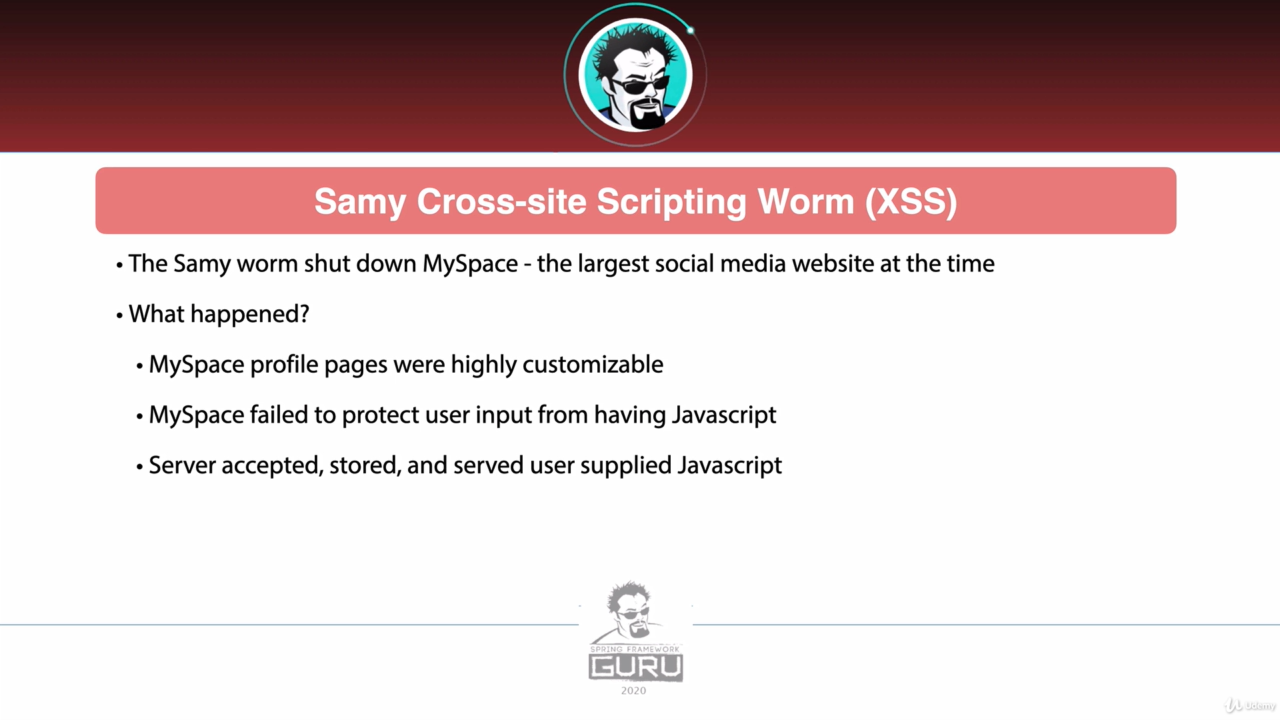 Samy Cross-site Scripting Worm (XSS)
• The Samy worm shut down MySpace - the largest social media website at the time
• What happened?
• MySpace profile pages were highly customizable
• MySpace failed to protect user input from having Javascript
• Server accepted, stored, and served user supplied Javascript
SPRING FRAMEWORK
GURU
2020
Udemy